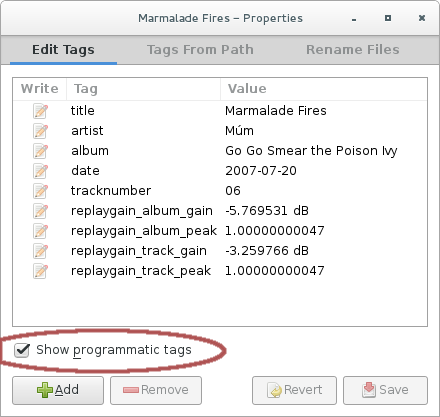 Marmalade Fires – Properties
Edit Tags Tags From Path Rename Files
Write Tag Value
title Marmalade Fires
artist Múm
album Go Go Smear the Poison Ivy
date 2007-07-20
tracknumber 06
replaygain_album_gain -5.769531 dB
replaygain_album_peak 1.00000000047
replaygain_track_gain -3.259766 dB
replaygain_track_peak 1.00000000047
Show programmatic tags
Add Remove Revert Save